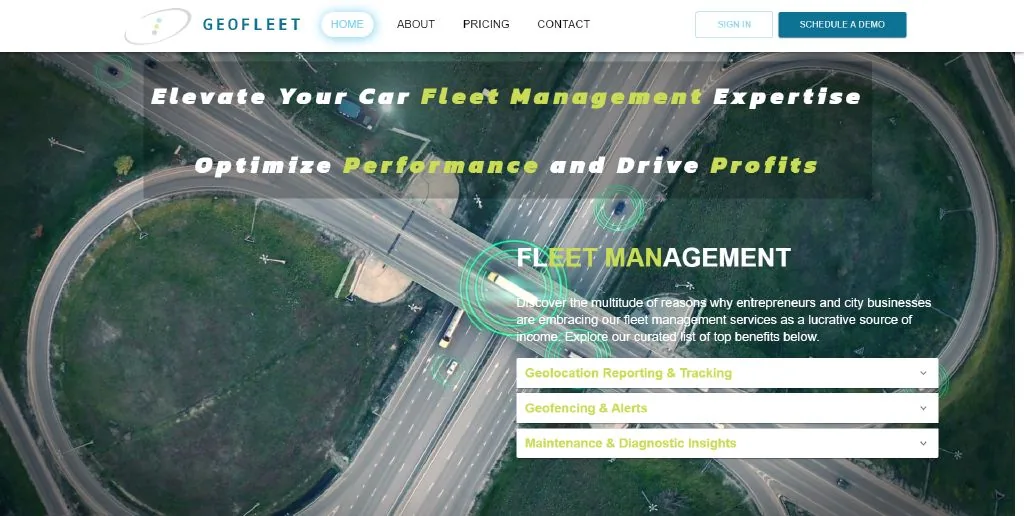 GEOFLEET
HOME
ABOUT
PRICING
CONTACT
SIGN IN
SCHEDULE A DEMO
Elevate Your Car Fleet Management Expertise
Optimize Performance and Drive Profits
FLEET MANAGEMENT
Discover the multitude of reasons why entrepreneurs and city businesses
are embracing our fleet management services as a lucrative source of
income. Explore our curated list of top benefits below.
Geolocation Reporting & Tracking
Geofencing & Alerts
Maintenance & Diagnostic Insights